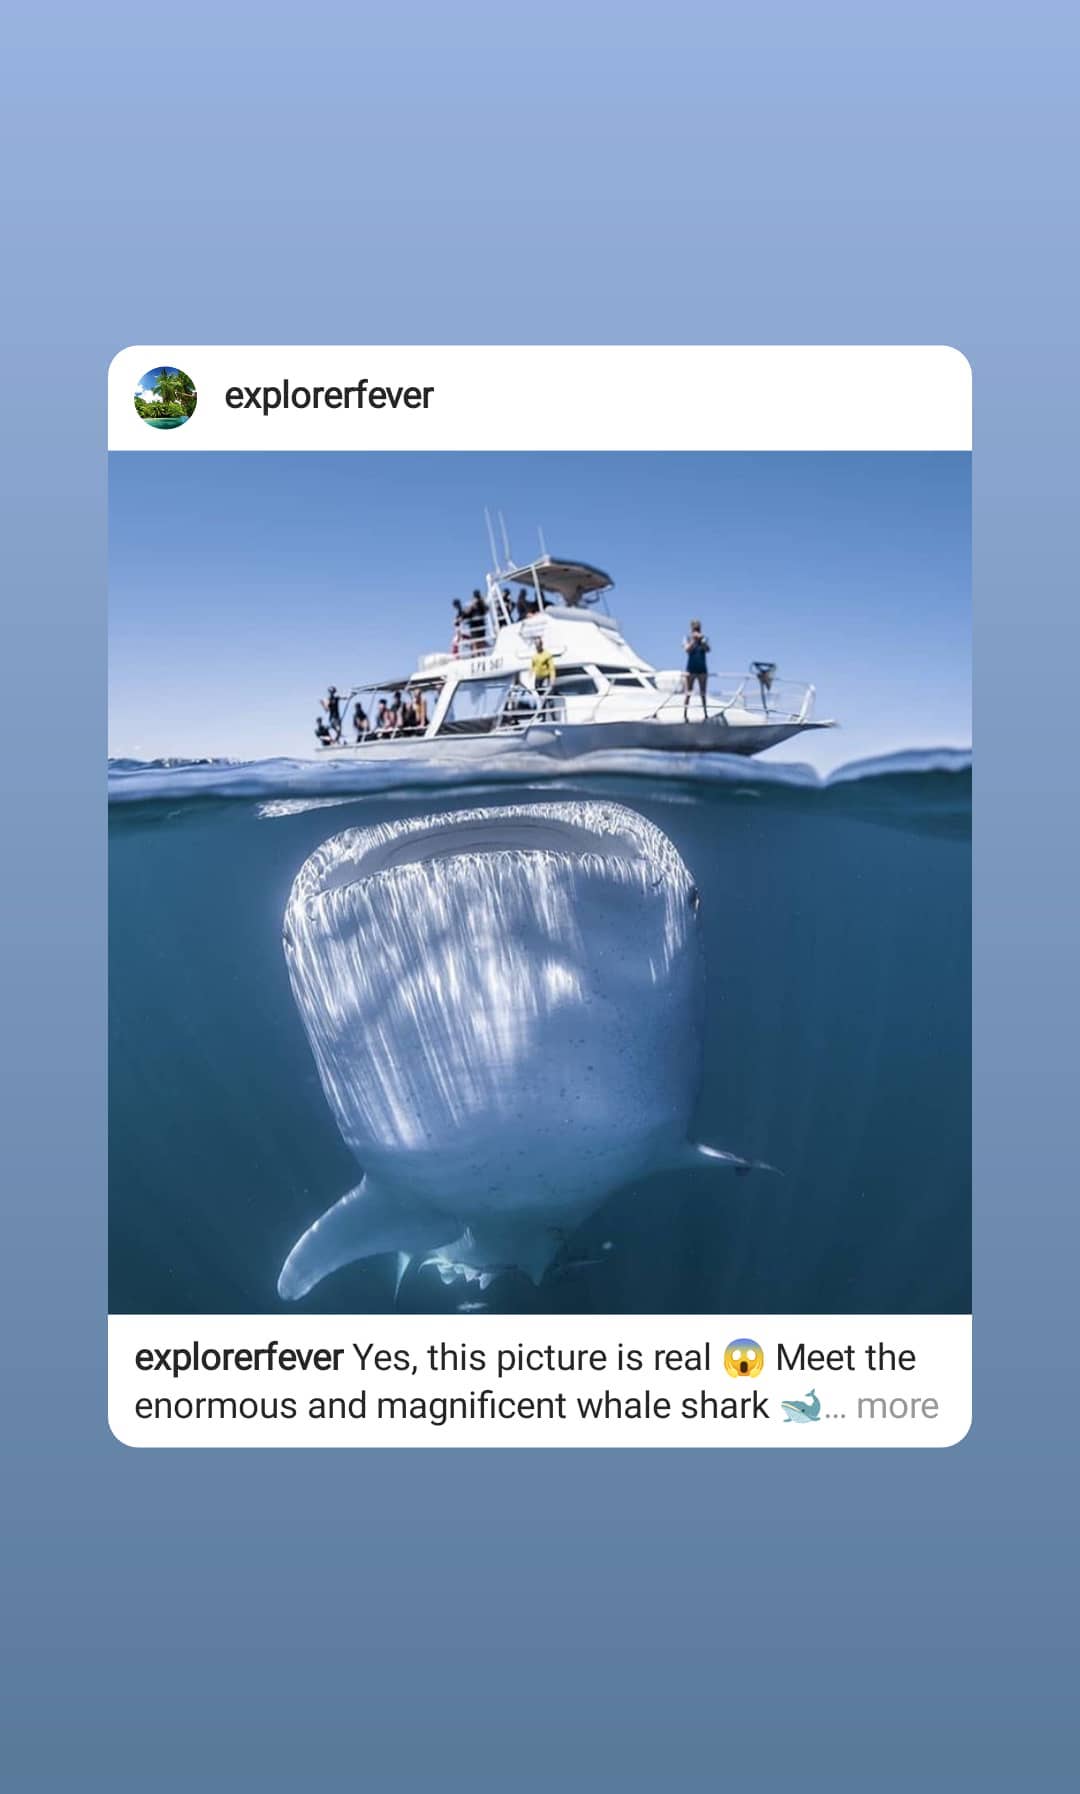 explorerfever
explorerfever Yes, this picture is real 😱 Meet the
enormous and magnificent whale shark 🐋... more